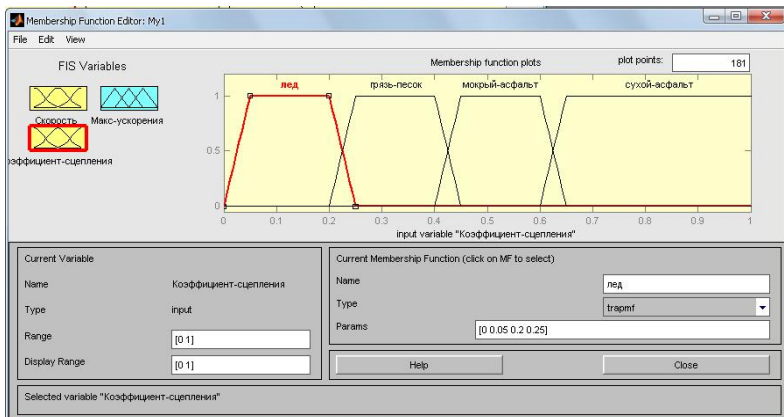 Membership Function Editor: My1
File Edit View
FIS Variables
Скорость Макс-ускорения
оэффициент-сцепления
Membership function plots
plot points: 181
лед грязь-песок мокрый-асфальт сухой-асфальт
1
0.5
0
0 0.1 0.2 0.3 0.4 0.5 0.6 0.7 0.8 0.9 1
input variable "Коэффициент-сцепления"
Current Variable
Name Коэффициент-сцепления
Type input
Range [0 1]
Display Range [0 1]
Current Membership Function (click on MF to select)
Name лед
Type trapmf
Params [0 0.05 0.2 0.25]
Help Close
Selected variable "Коэффициент-сцепления"